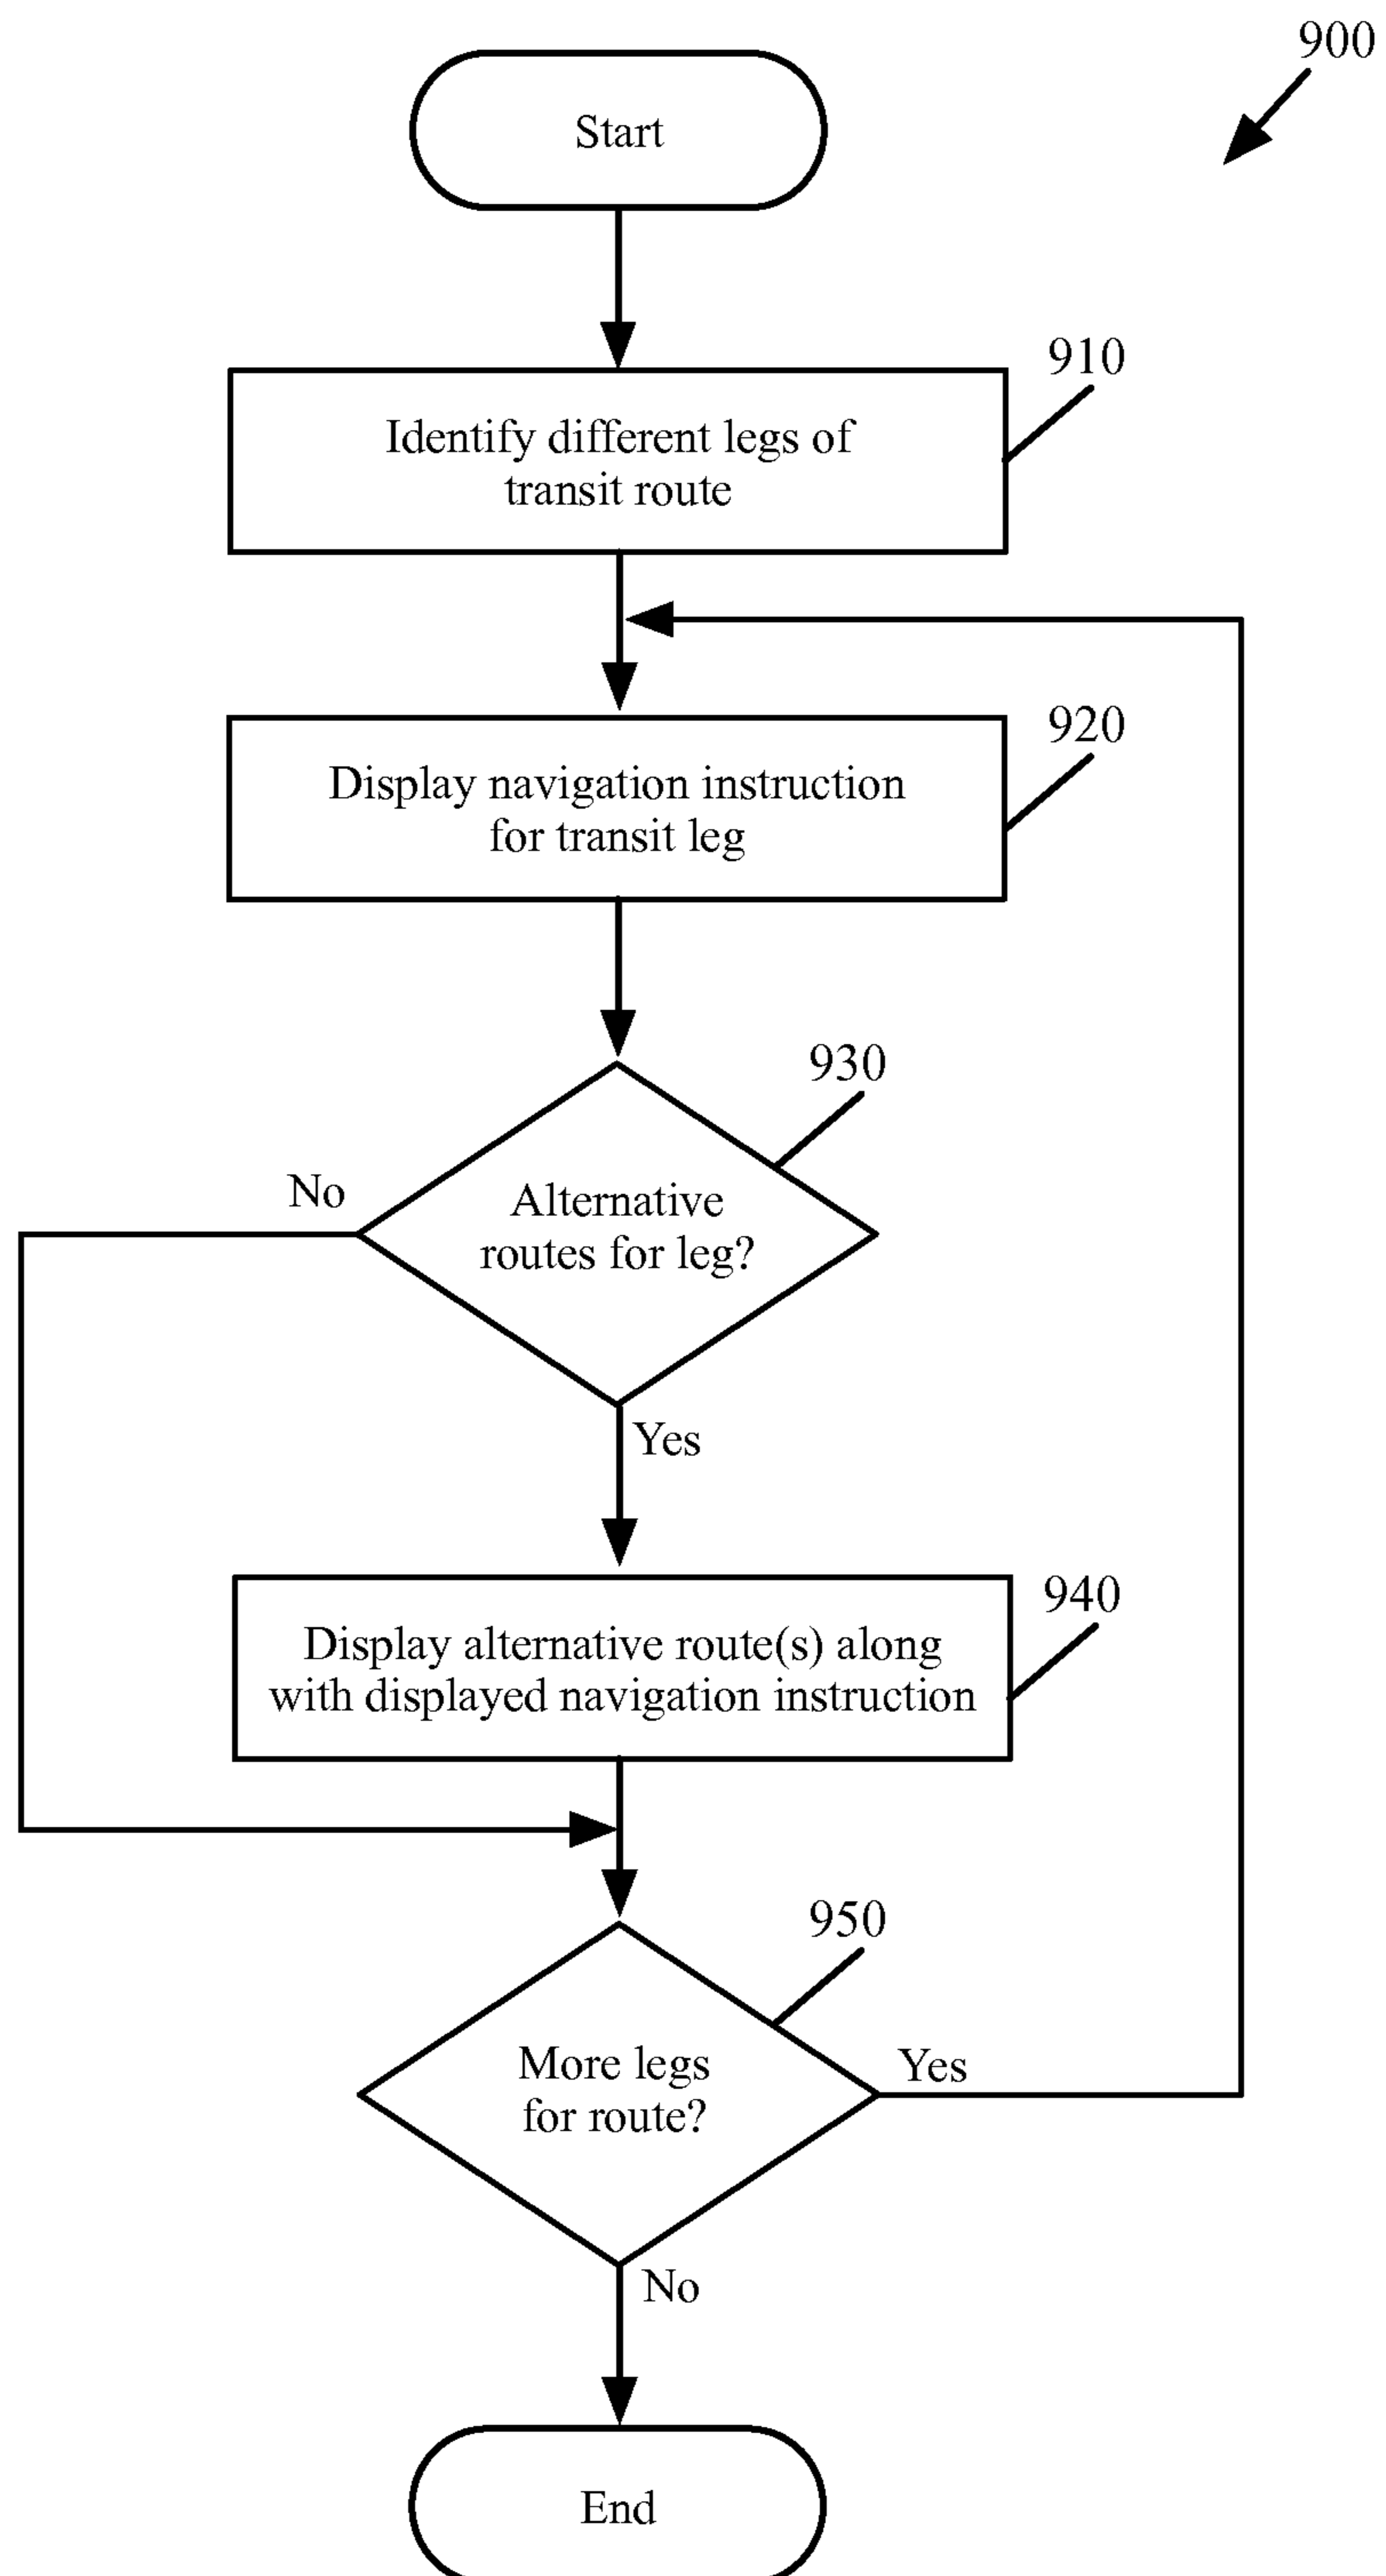 900
Start
910
Identify different legs of
transit route
920
Display navigation instruction
for transit leg
930
No
Alternative
routes for leg?
Yes
940
Display alternative route(s) along
with displayed navigation instruction
950
More legs
for route?
Yes
No
End